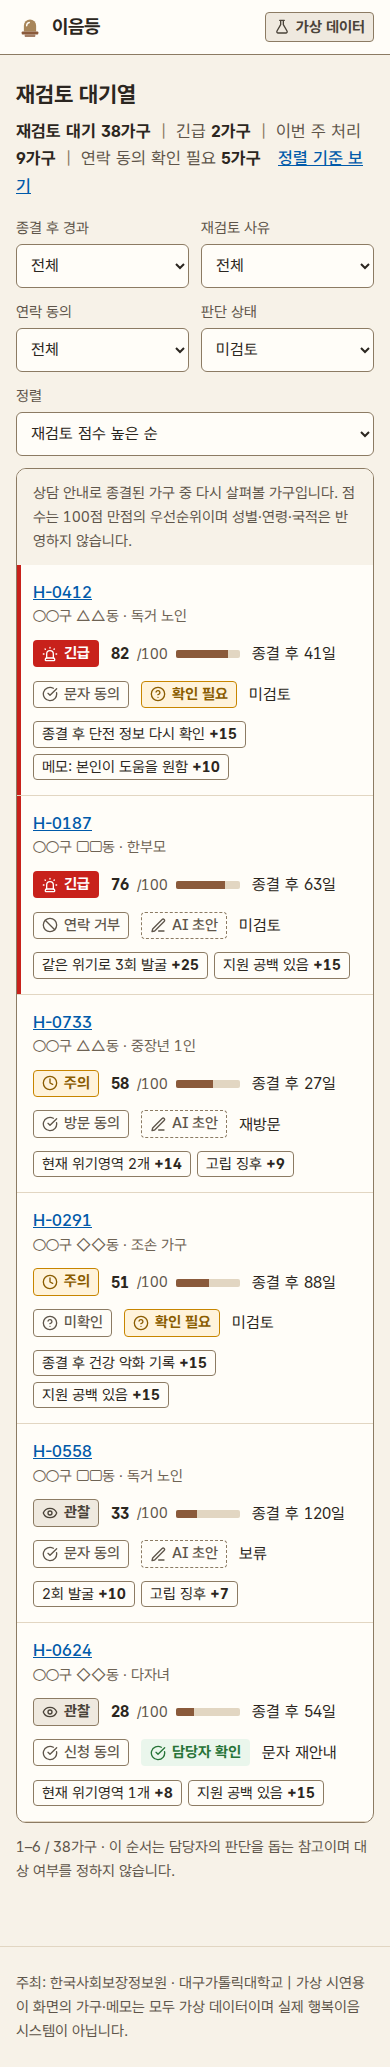 이음등
가상 데이터
재검토 대기열
재검토 대기 38가구 | 긴급 2가구 | 이번 주 처리
9가구 | 연락 동의 확인 필요 5가구 정렬 기준 보
기
종결 후 경과 재검토 사유
전체 전체
연락 동의 판단 상태
전체 미검토
정렬
재검토 점수 높은 순
상담 안내로 종결된 가구 중 다시 살펴볼 가구입니다. 점
수는 100점 만점의 우선순위이며 성별·연령·국적은 반
영하지 않습니다.
H-0412
○○구 △△동 · 독거 노인
긴급 82 /100 종결 후 41일
문자 동의 확인 필요 미검토
종결 후 단전 정보 다시 확인 +15
메모: 본인이 도움을 원함 +10
H-0187
○○구 □□동 · 한부모
긴급 76 /100 종결 후 63일
연락 거부 AI 초안 미검토
같은 위기로 3회 발굴 +25 지원 공백 있음 +15
H-0733
○○구 △△동 · 중장년 1인
주의 58 /100 종결 후 27일
방문 동의 AI 초안 재방문
현재 위기영역 2개 +14 고립 징후 +9
H-0291
○○구 ◇◇동 · 조손 가구
주의 51 /100 종결 후 88일
미확인 확인 필요 미검토
종결 후 건강 악화 기록 +15
지원 공백 있음 +15
H-0558
○○구 □□동 · 독거 노인
관찰 33 /100 종결 후 120일
문자 동의 AI 초안 보류
2회 발굴 +10 고립 징후 +7
H-0624
○○구 ◇◇동 · 다자녀
관찰 28 /100 종결 후 54일
신청 동의 담당자 확인 문자 재안내
현재 위기영역 1개 +8 지원 공백 있음 +15
1–6 / 38가구 · 이 순서는 담당자의 판단을 돕는 참고이며 대
상 여부를 정하지 않습니다.
주최: 한국사회보장정보원 · 대구가톨릭대학교 | 가상 시연용
이 화면의 가구·메모는 모두 가상 데이터이며 실제 행복이음
시스템이 아닙니다.